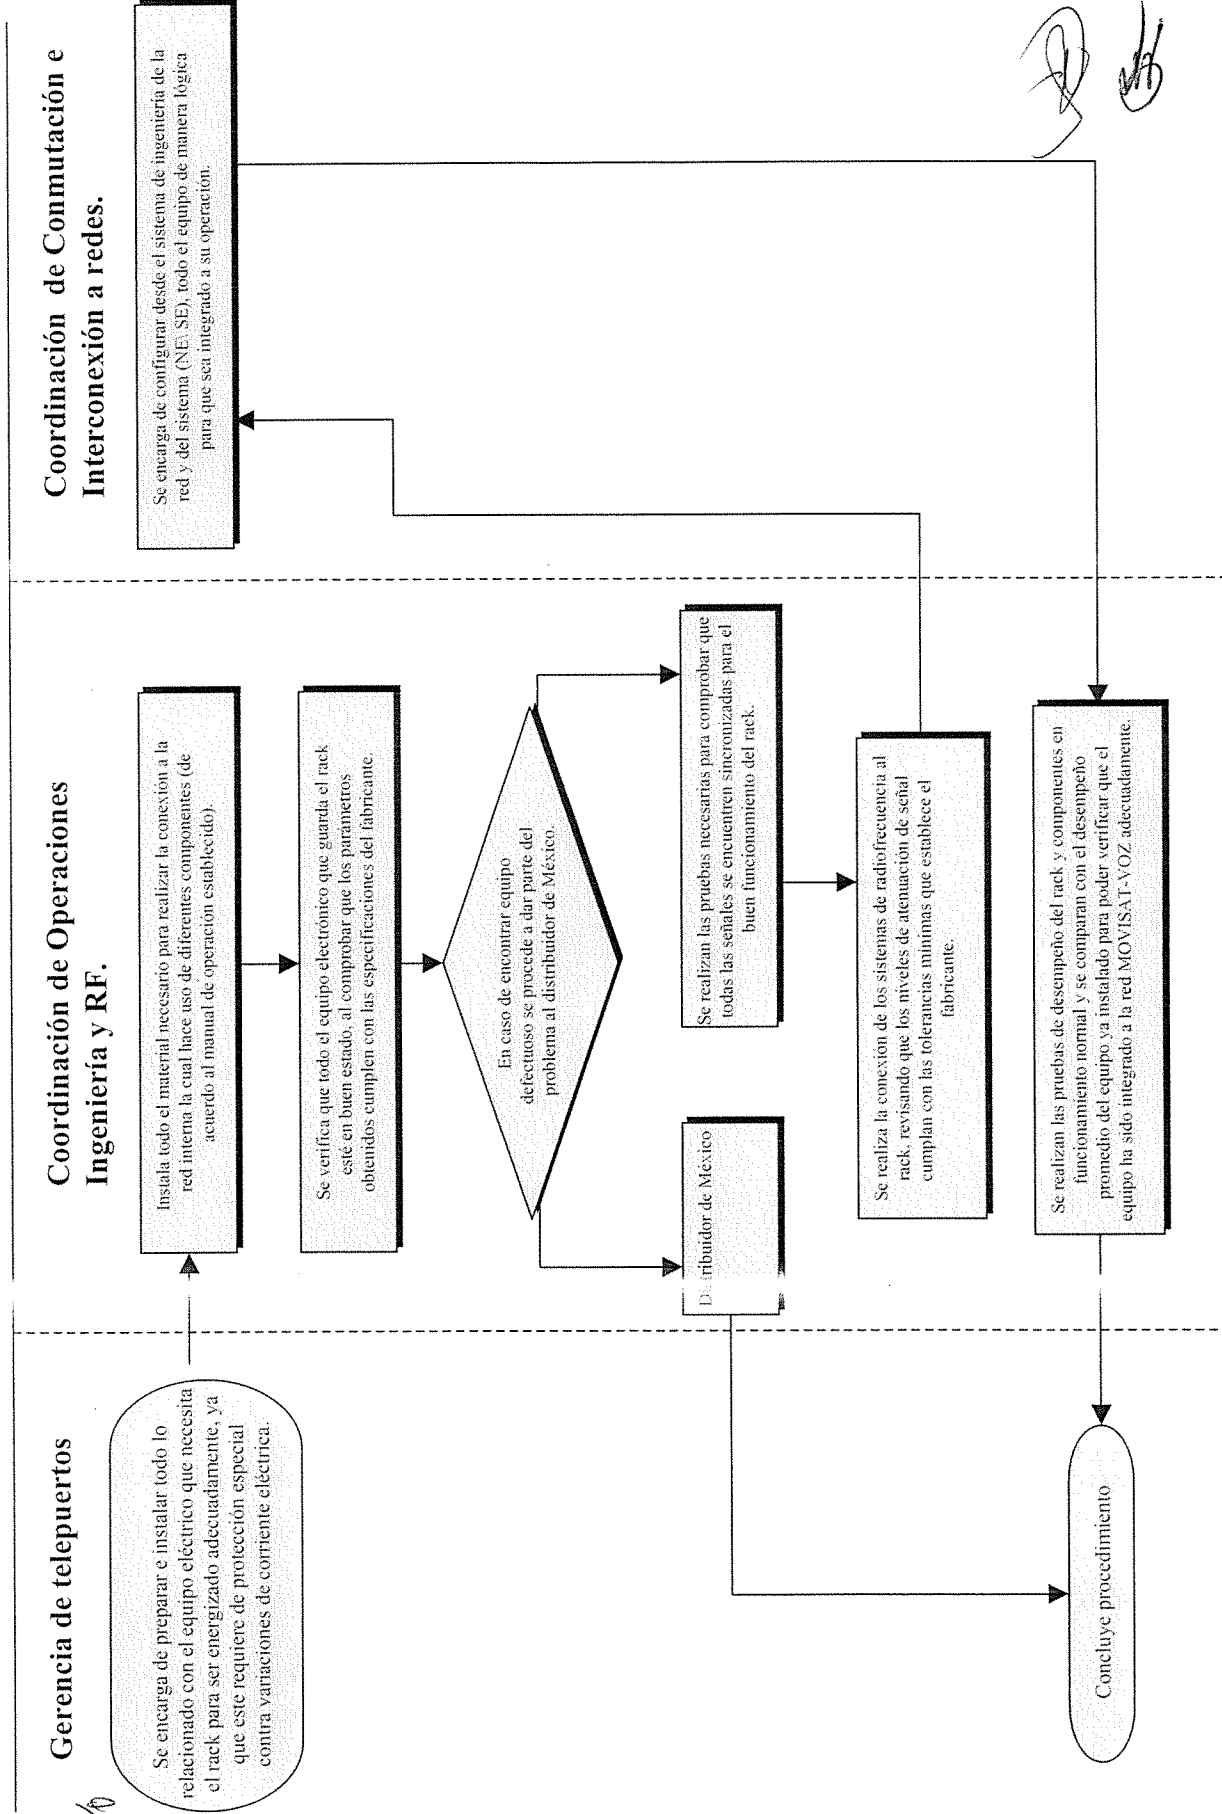 Gerencia de telepuertos
Coordinación de Operaciones
Ingeniería y RF.
Coordinación de Conmutación e
Interconexión a redes.
Se encarga de preparar e instalar todo lo
relacionado con el equipo eléctrico que necesita
el rack para ser energizado adecuadamente, ya
que este requiere de protección especial
contra variaciones de corriente eléctrica.
Instala todo el material necesario para realizar la conexión a la
red interna la cual hace uso de diferentes componentes (de
acuerdo al manual de operación establecido).
Se verifica que todo el equipo electrónico que guarda el rack
esté en buen estado, al comprobar que los parámetros
obtenidos cumplen con las especificaciones del fabricante.
En caso de encontrar equipo
defectuoso se procede a dar parte del
problema al distribuidor de México.
Distribuidor de México
Se realizan las pruebas necesarias para comprobar que
todas las señales se encuentren sincronizadas para el
buen funcionamiento del rack.
Se realiza la conexión de los sistemas de radiofrecuencia al
rack, revisando que los niveles de atenuación de señal
cumplan con las tolerancias mínimas que establece el
fabricante.
Se encarga de configurar desde el sistema de ingeniería de la
red y del sistema (NE\SE), todo el equipo de manera lógica
para que sea integrado a su operación.
Se realizan las pruebas de desempeño del rack y componentes en
funcionamiento normal y se comparan con el desempeño
promedio del equipo ya instalado para poder verificar que el
equipo ha sido integrado a la red MOVISAT-VOZ adecuadamente.
Concluye procedimiento